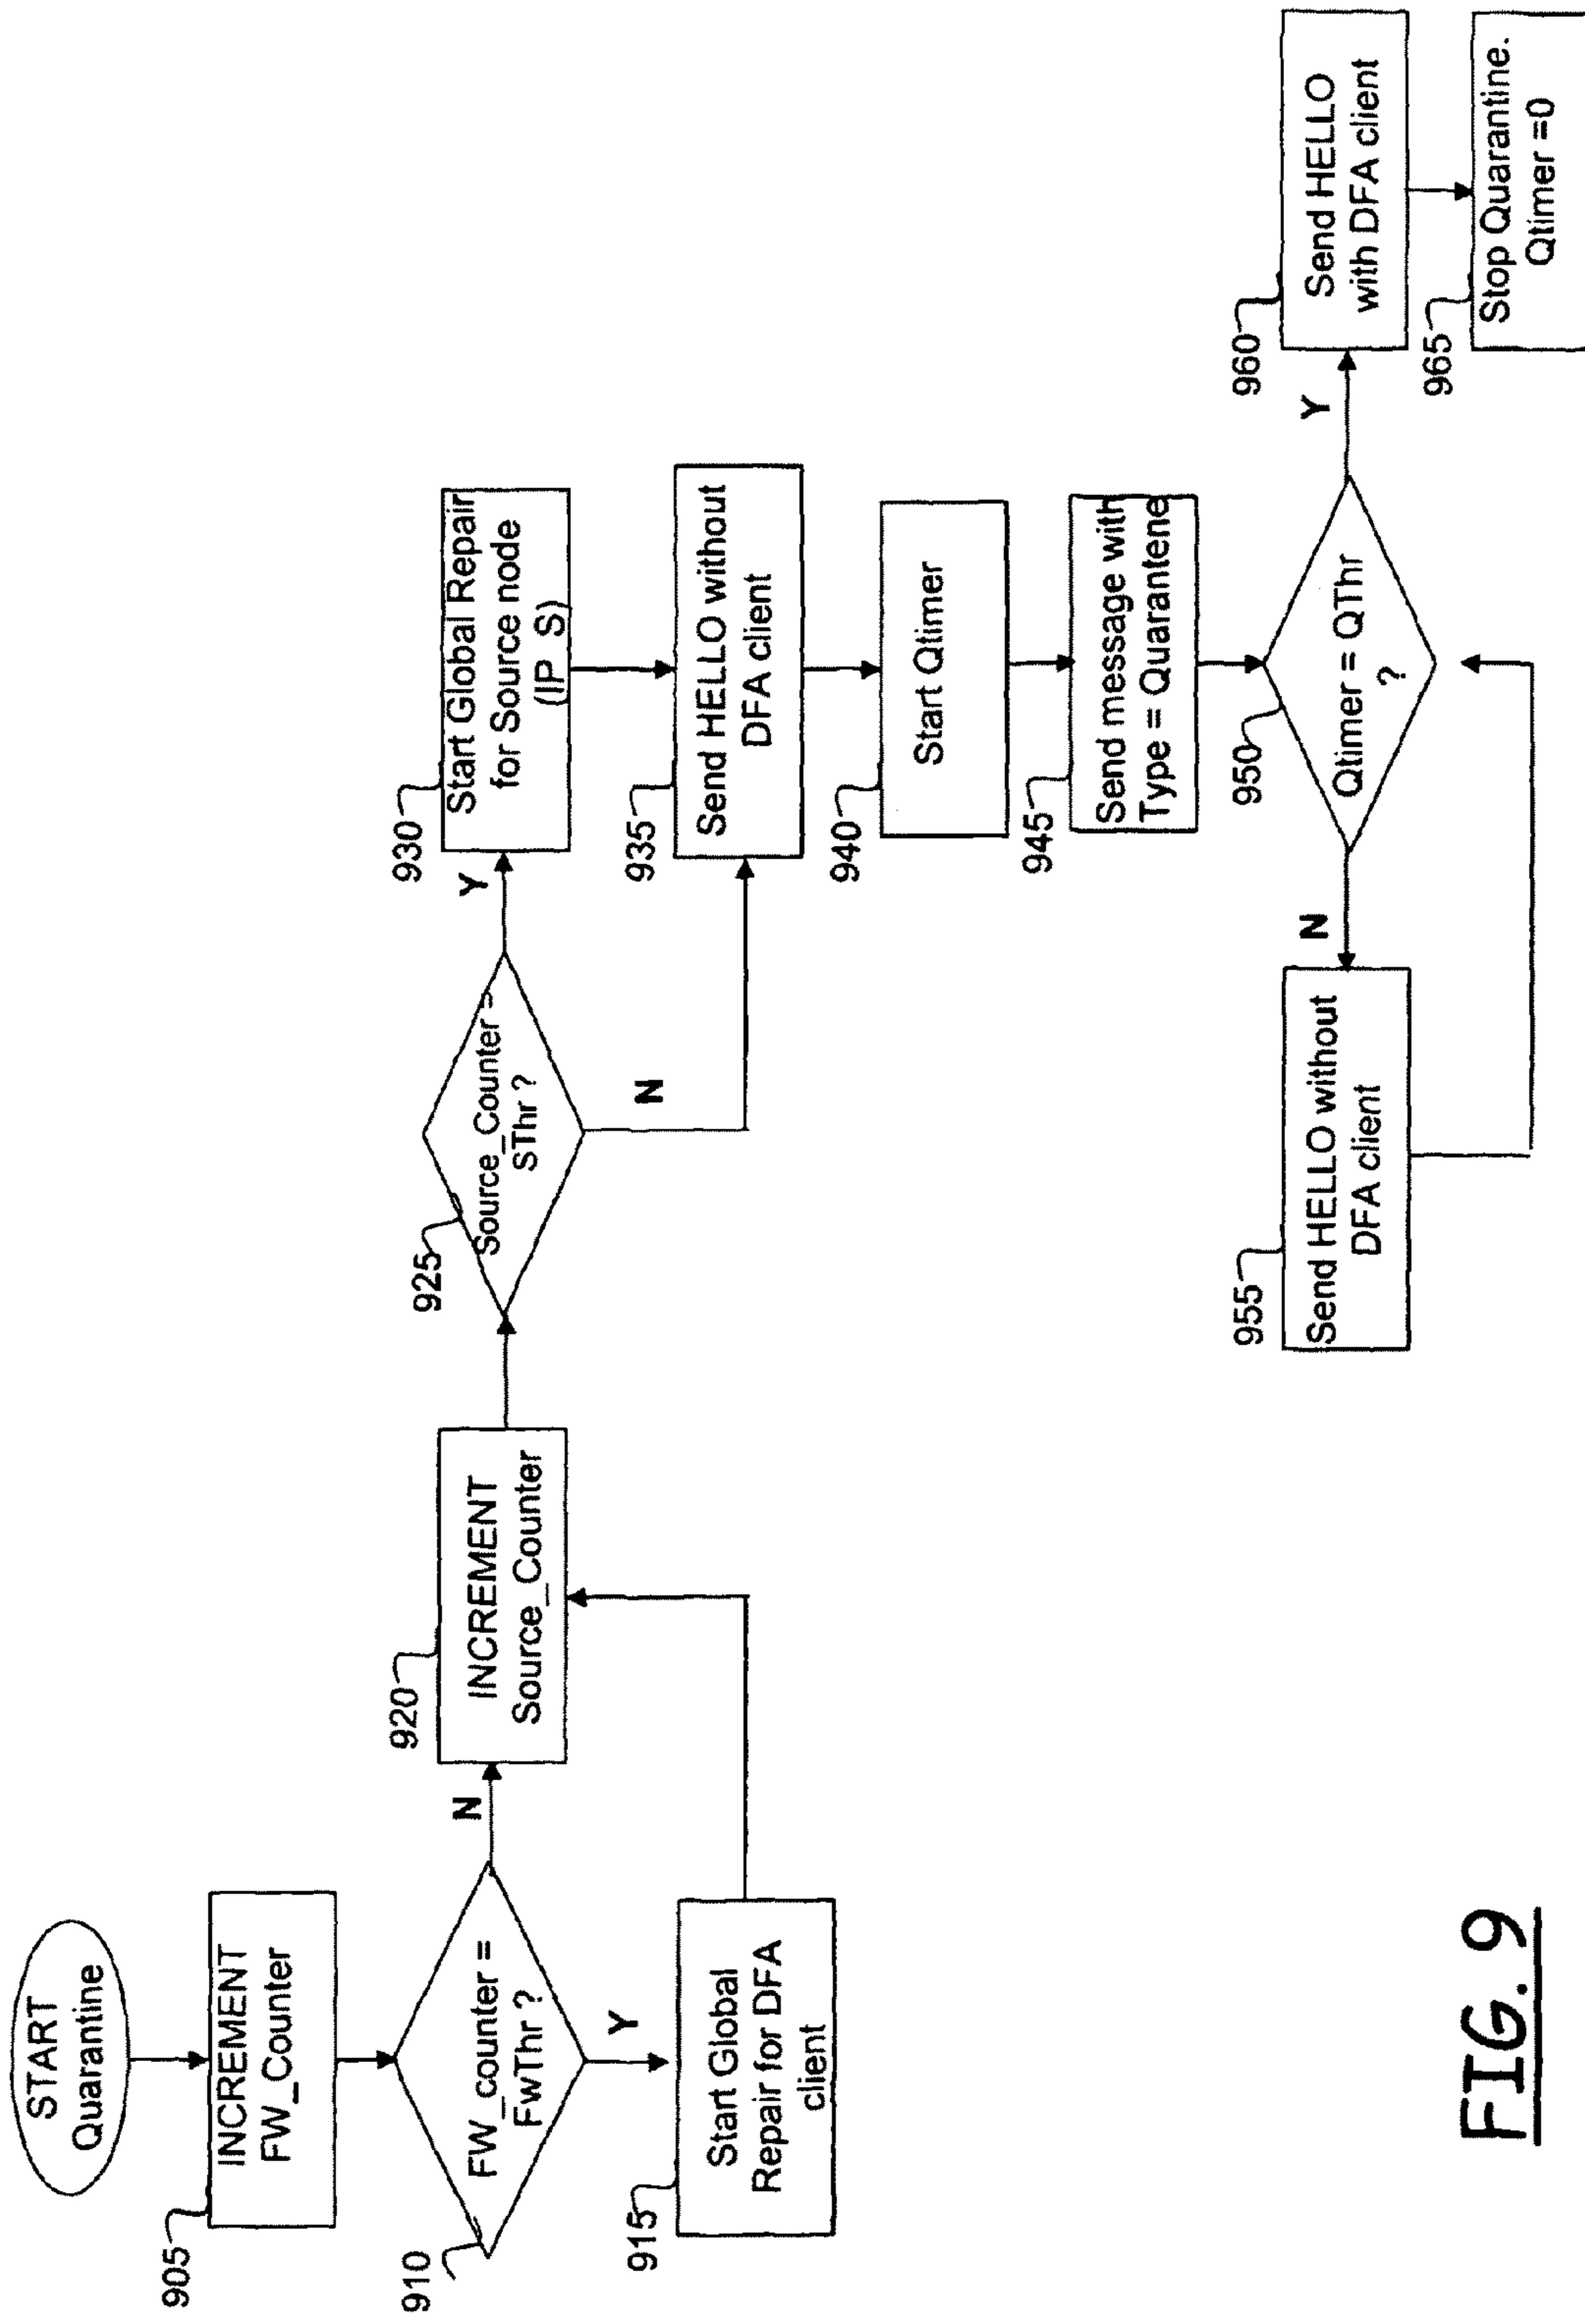 START
Quarantine
905
INCREMENT
FW_Counter
910
FW_counter =
FwThr ?
N
Y
915
Start Global
Repair for DFA
client
920
INCREMENT
Source_Counter
925
Source_Counter =
SThr ?
Y
N
930
Start Global Repair
for Source node
(IP_S)
935
Send HELLO without
DFA client
940
Start Qtimer
945
Send message with
Type = Quarantene
950
Qtimer = QThr
?
N
Y
955
Send HELLO without
DFA client
960
Send HELLO
with DFA client
965
Stop Quarantine.
Qtimer =0
FIG. 9